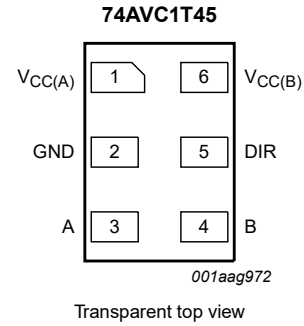 74AVC1T45
VCC(A) 1 6 VCC(B)
GND 2 5 DIR
A 3 4 B
001aag972
Transparent top view